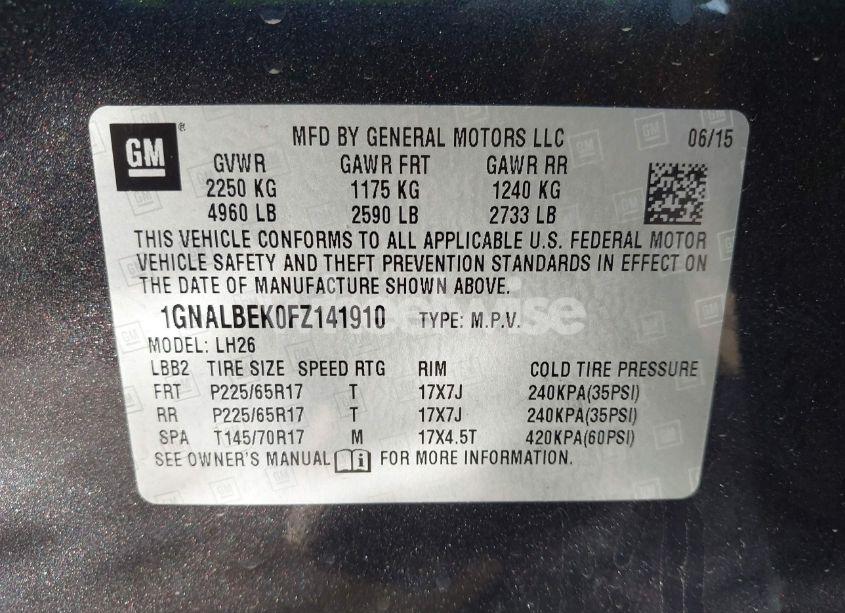 GM®
MFD BY GENERAL MOTORS LLC 06/15
GVWR GAWR FRT GAWR RR
2250 KG 1175 KG 1240 KG
4960 LB 2590 LB 2733 LB
THIS VEHICLE CONFORMS TO ALL APPLICABLE U.S. FEDERAL MOTOR
VEHICLE SAFETY AND THEFT PREVENTION STANDARDS IN EFFECT ON
THE DATE OF MANUFACTURE SHOWN ABOVE.
1GNALBEK0FZ141910 TYPE: M.P.V.
MODEL: LH26
LBB2 TIRE SIZE SPEED RTG RIM COLD TIRE PRESSURE
FRT P225/65R17 T 17X7J 240KPA(35PSI)
RR P225/65R17 T 17X7J 240KPA(35PSI)
SPA T145/70R17 M 17X4.5T 420KPA(60PSI)
SEE OWNER'S MANUAL i FOR MORE INFORMATION.